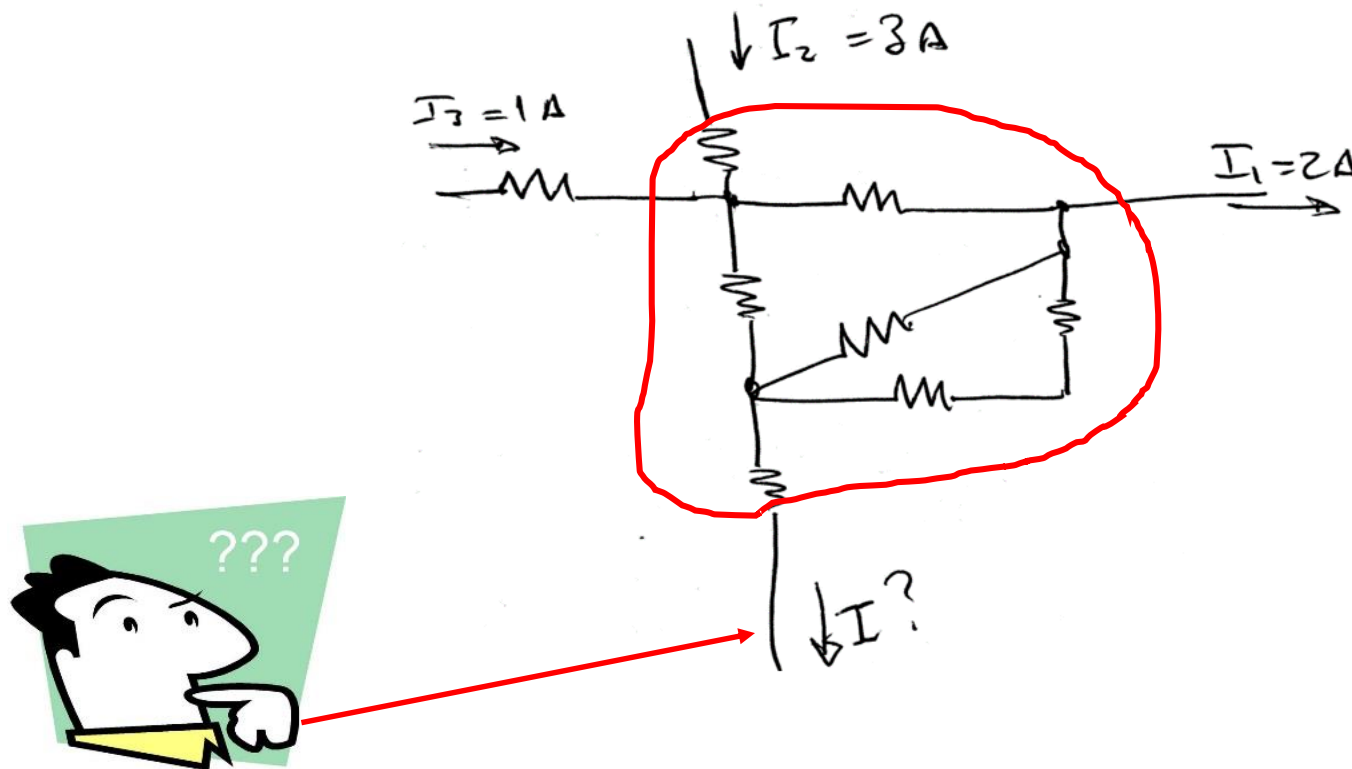 I₂ = 3A
I₃ = 1A
I₁ = 2A
???
I?